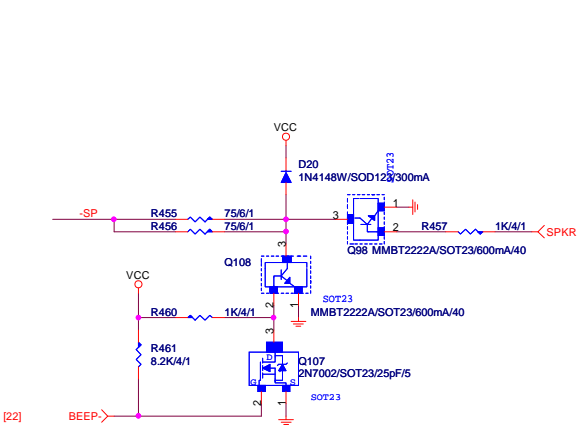 VCC
D20
1N4148W/SOD123/300mA
SOT23
-SP
R455
75/6/1
R456
75/6/1
3
1
2
R457
1K/4/1
SPKR
Q98
MMBT2222A/SOT23/600mA/40
3
Q108
2
1
SOT23
MMBT2222A/SOT23/600mA/40
VCC
R460
1K/4/1
3
R461
8.2K/4/1
D
G
S
Q107
2N7002/SOT23/25pF/5
SOT23
2
1
[22]
BEEP-